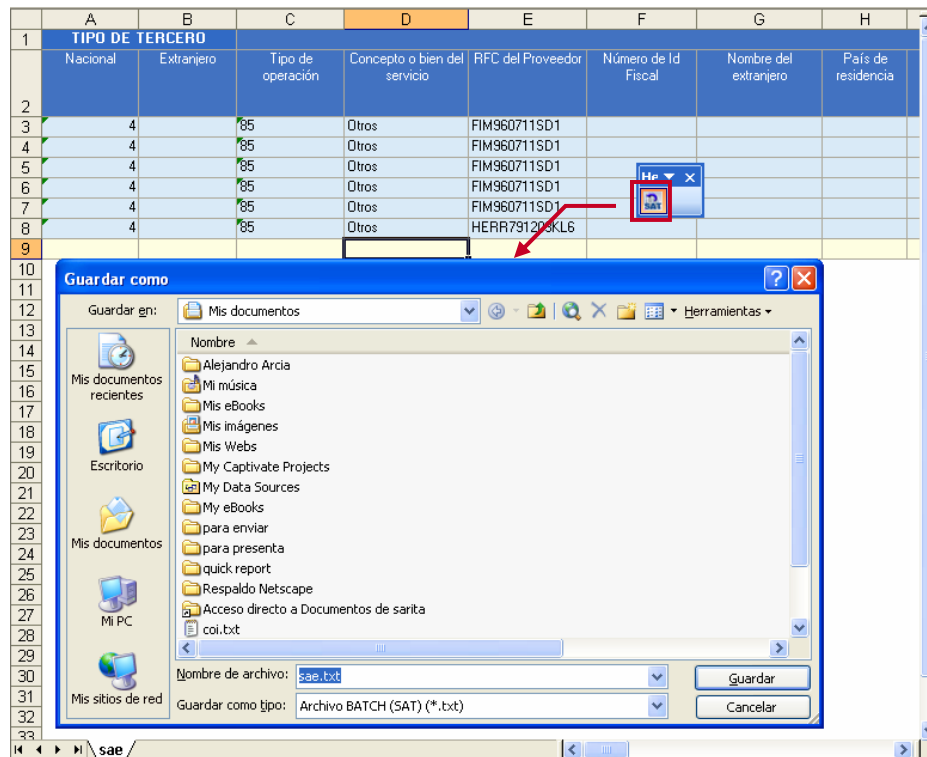 A B C D E F G H
1 TIPO DE TERCERO
2 Nacional Extranjero Tipo de operación Concepto o bien del servicio RFC del Proveedor Número de Id Fiscal Nombre del extranjero País de residencia
3 4 85 Otros FIM960711SD1
4 4 85 Otros FIM960711SD1
5 4 85 Otros FIM960711SD1
6 4 85 Otros FIM960711SD1
7 4 85 Otros FIM960711SD1
8 4 85 Otros
He
SAT
9
10
11
12
13
14
15
16
17
18
19
20
21
22
23
24
25
26
27
28
29
30
31
32
33
Guardar como
Guardar en: Mis documentos Herramientas
Mis documentos recientes
Escritorio
Mis documentos
Mi PC
Mis sitios de red
Nombre
Alejandro Arcia
Mi música
Mis eBooks
Mis imágenes
Mis Webs
My Captivate Projects
My Data Sources
My eBooks
para enviar
para presenta
quick report
Respaldo Netscape
Acceso directo a Documentos de sarita
coi.txt
Nombre de archivo: sae.txt Guardar
Guardar como tipo: Archivo BATCH (SAT) (*.txt) Cancelar
sae